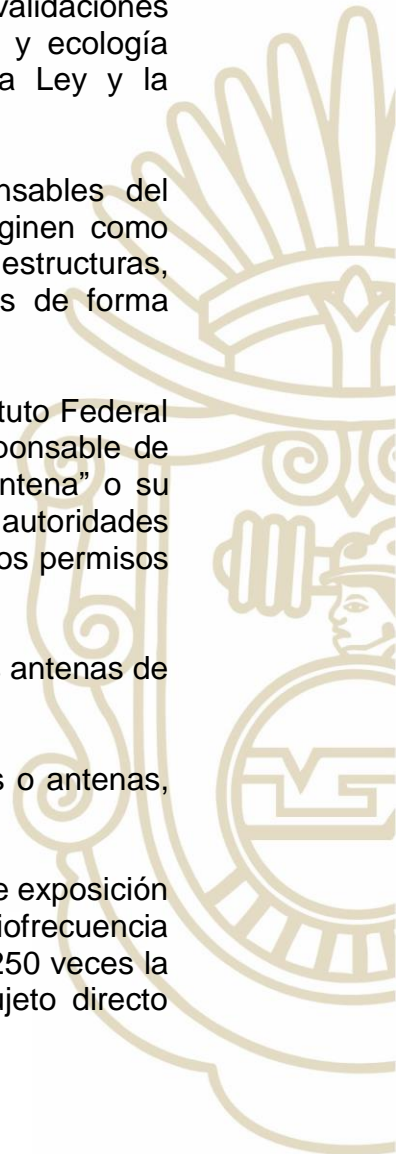 validaciones
y ecología
a Ley y la
nsables del
ginen como
estructuras,
s de forma
tuto Federal
ponsable de
ntena” o su
autoridades
os permisos
antenas de
s o antenas,
e exposición
iofrecuencia
250 veces la
ujeto directo